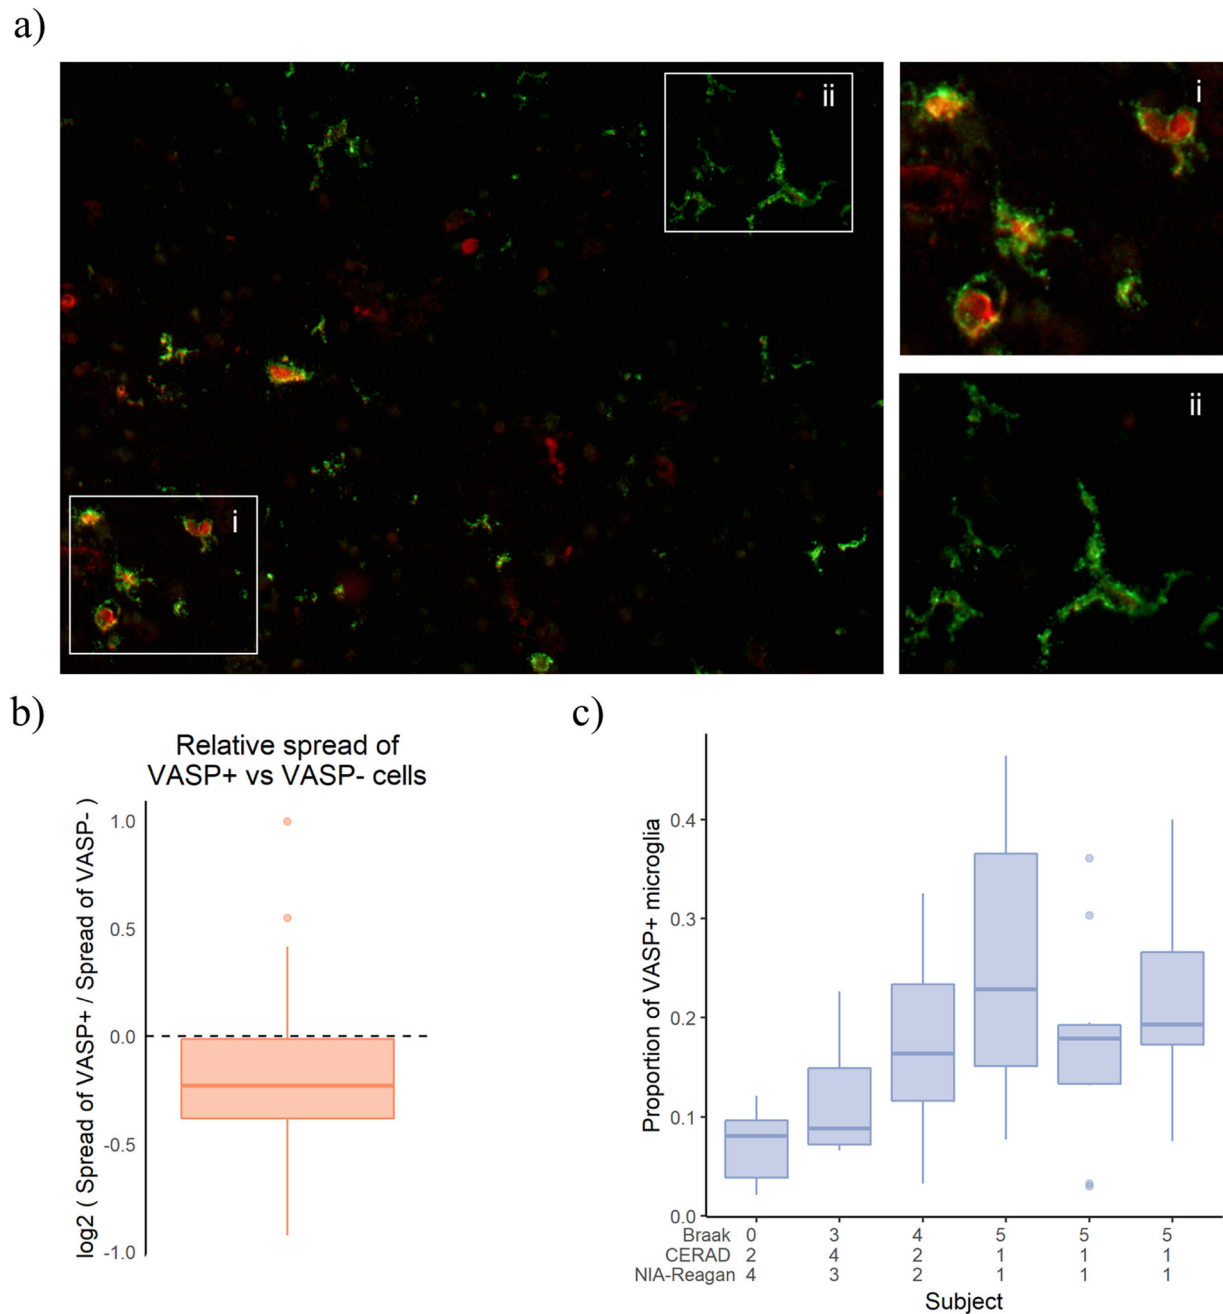 a)
ii
i
i
ii
b)
Relative spread of
VASP+ vs VASP- cells
log2 ( Spread of VASP+ / Spread of VASP-)
1.0
0.5
0.0
-0.5
-1.0
c)
Proportion of VASP+ microglia
0.4
0.3
0.2
0.1
0.0
Braak 0 3 4 5 5 5
CERAD 2 4 2 1 1 1
NIA-Reagan 4 3 2 1 1 1
Subject